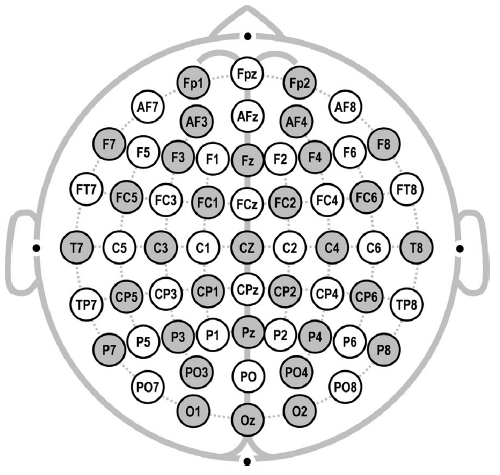 Fp1 Fpz Fp2
AF7 AF3 AFz AF4 AF8
F7 F5 F3 F1 Fz F2 F4 F6 F8
FT7 FC5 FC3 FC1 FCz FC2 FC4 FC6 FT8
T7 C5 C3 C1 CZ C2 C4 C6 T8
TP7 CP5 CP3 CP1 CPz CP2 CP4 CP6 TP8
P7 P5 P3 P1 Pz P2 P4 P6 P8
PO7 PO3 PO PO4 PO8
O1 Oz O2